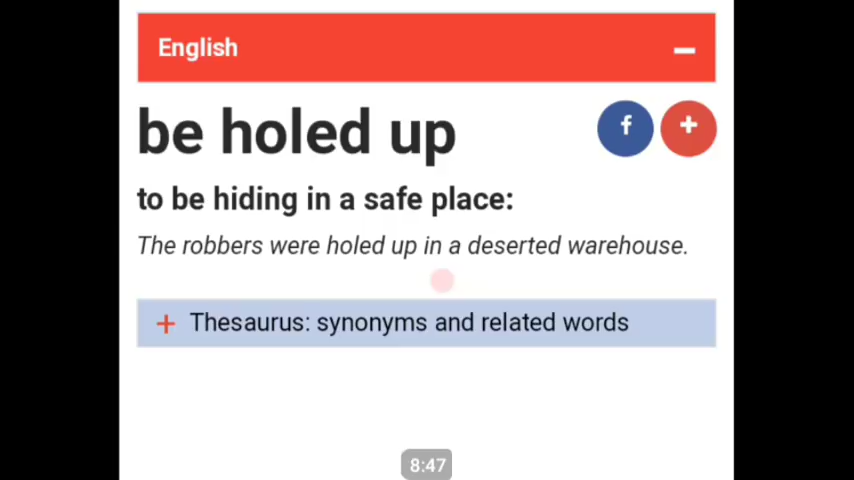 English
be holed up
to be hiding in a safe place:
The robbers were holed up in a deserted warehouse.
+ Thesaurus: synonyms and related words
8:47